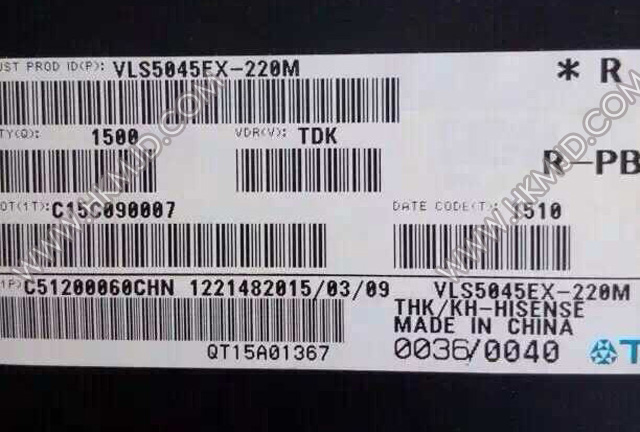 UST PROD ID(P): VLS5045EX-220M
* R
TY(Q): 1500 VDR(V): TDK
R-PB
OT(1T): C15C090007 DATE CODE(T): 1510
1P) C51200060CHN 1221482015/03/09 VLS5045EX-220M
THK/KH-HISENSE
MADE IN CHINA
QT15A01367 0036/0040
T
WWW.HKMJD.COM
WWW.HKMJD.COM